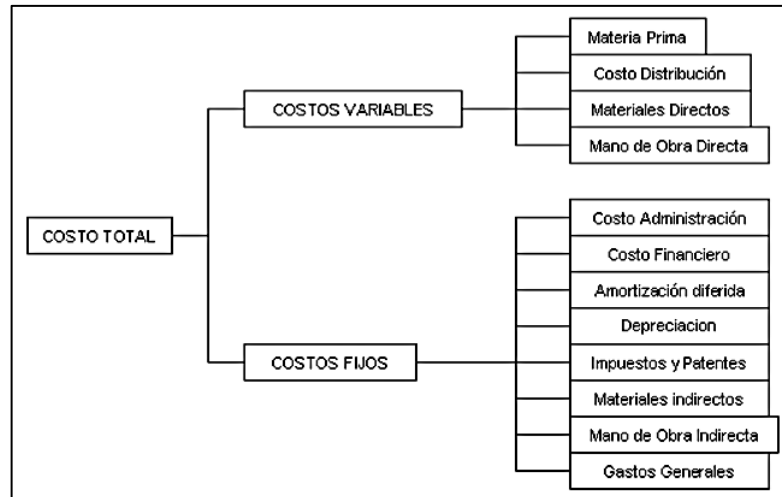 Materia Prima
Costo Distribución
COSTOS VARIABLES
Materiales Directos
Mano de Obra Directa
COSTO TOTAL
Costo Administración
Costo Financiero
Amortización diferida
Depreciacion
COSTOS FIJOS
Impuestos y Patentes
Materiales indirectos
Mano de Obra Indirecta
Gastos Generales